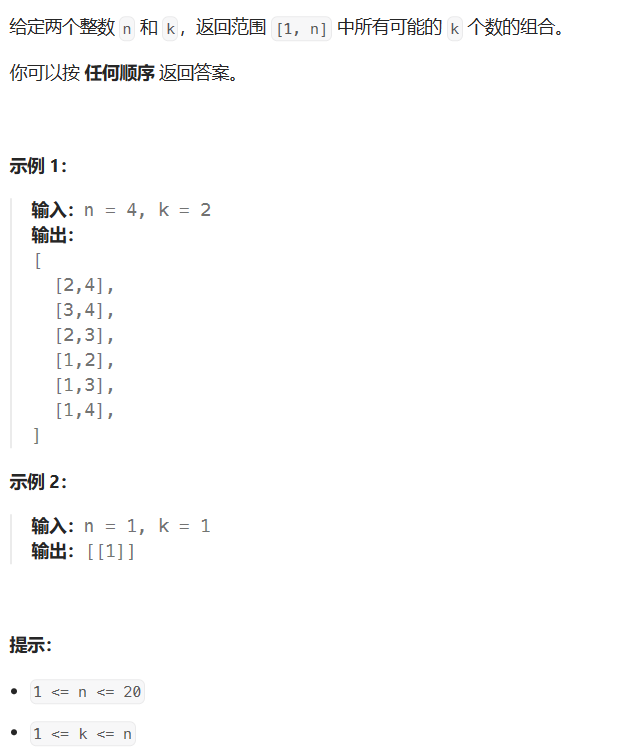 给定两个整数 n 和 k，返回范围 [1, n] 中所有可能的 k 个数的组合。
你可以按 任何顺序 返回答案。
示例 1：
输入：n = 4, k = 2
输出：
[
[2,4],
[3,4],
[2,3],
[1,2],
[1,3],
[1,4],
]
示例 2：
输入：n = 1, k = 1
输出：[[1]]
提示：
• 1 <= n <= 20
• 1 <= k <= n